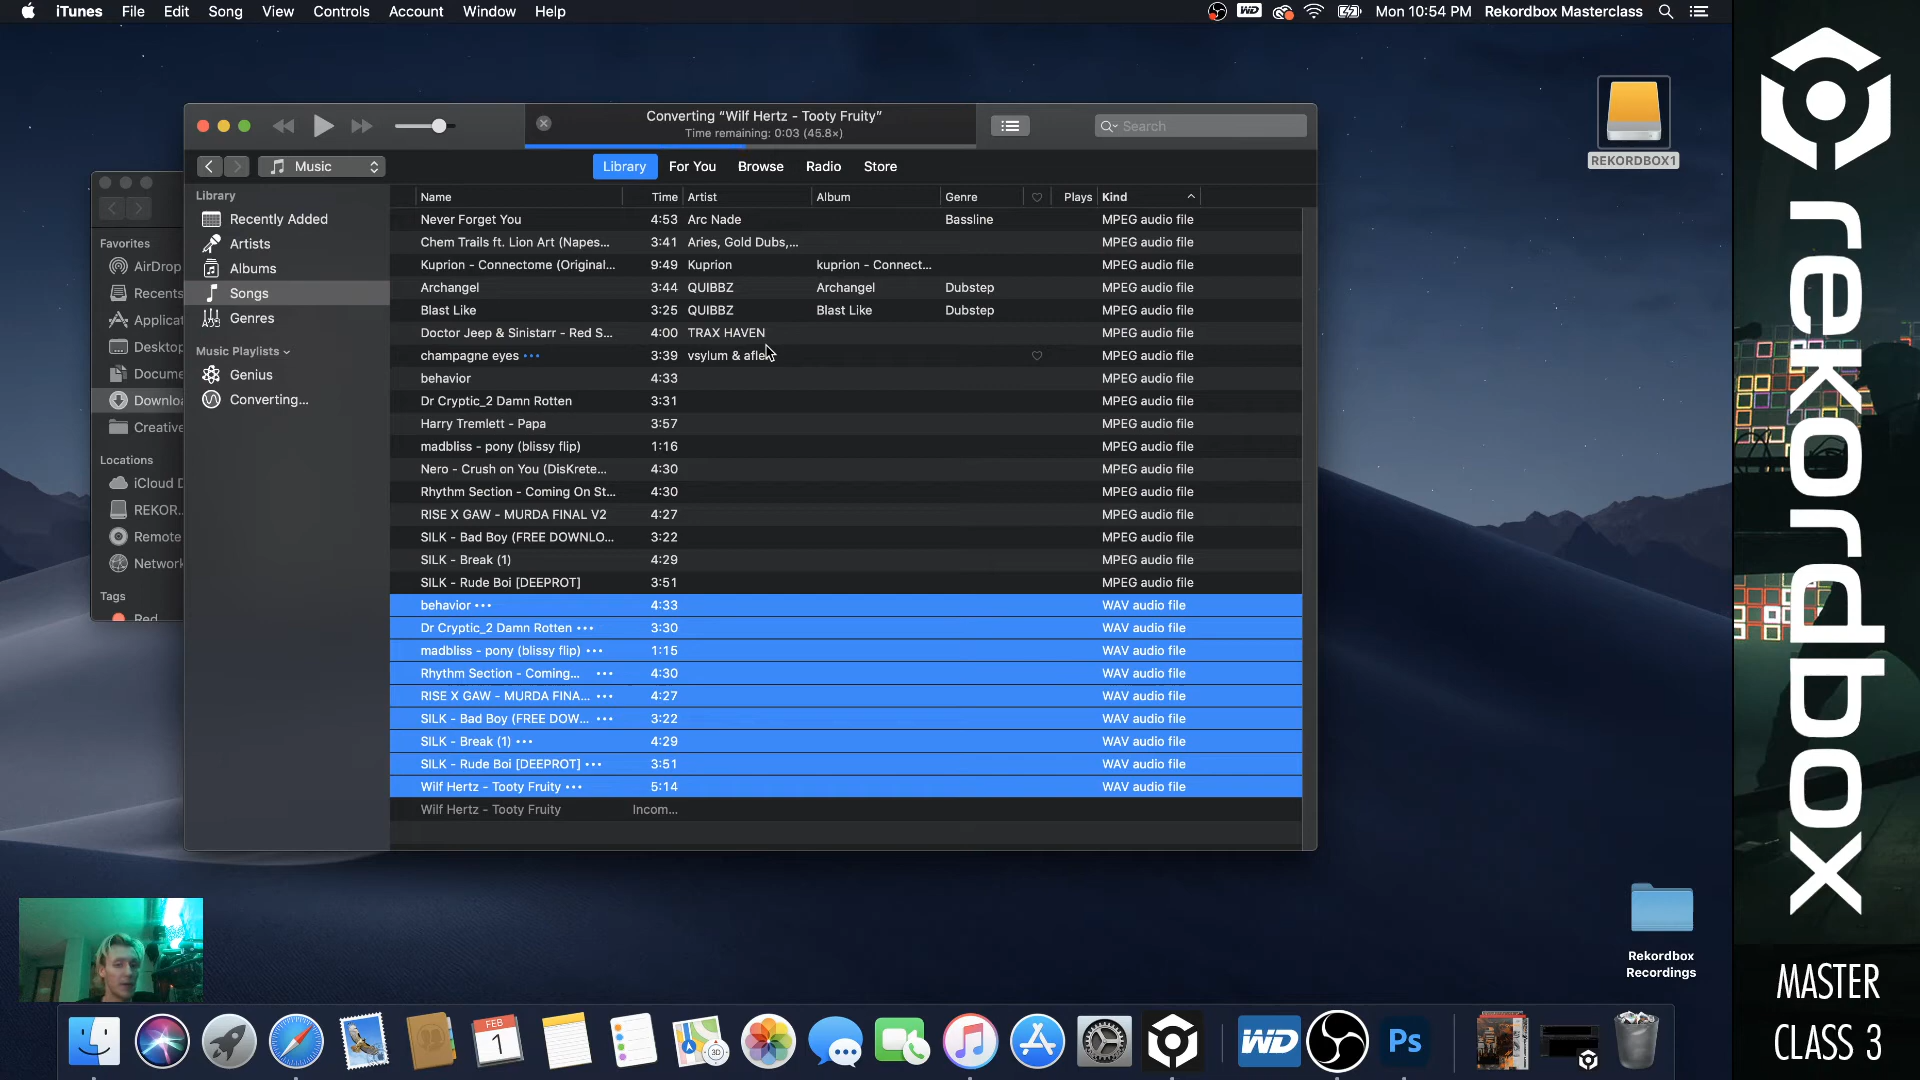 iTunes File Edit Song View Controls Account Window Help
WD Mon 10:54 PM Rekordbox Masterclass
Converting “Wilf Hertz - Tooty Fruity”
Time remaining: 0:03 (45.8×)
Search
Music
Library For You Browse Radio Store
Library
Recently Added
Artists
Albums
Songs
Genres
Music Playlists
Genius
Converting...
Name Time Artist Album Genre Plays Kind
Never Forget You 4:53 Arc Nade Bassline MPEG audio file
Chem Trails ft. Lion Art (Napes... 3:41 Aries, Gold Dubs,... MPEG audio file
Kuprion - Connectome (Original... 9:49 Kuprion kuprion - Connect... MPEG audio file
Archangel 3:44 QUIBBZ Archangel Dubstep MPEG audio file
Blast Like 3:25 QUIBBZ Blast Like Dubstep MPEG audio file
Doctor Jeep & Sinistarr - Red S... 4:00 TRAX HAVEN MPEG audio file
champagne eyes ••• 3:39 vsylum & MPEG audio file
behavior 4:33 MPEG audio file
Dr Cryptic_2 Damn Rotten 3:31 MPEG audio file
Harry Tremlett - Papa 3:57 MPEG audio file
madbliss - pony (blissy flip) 1:16 MPEG audio file
Nero - Crush on You (DisKrete... 4:30 MPEG audio file
Rhythm Section - Coming On St... 4:30 MPEG audio file
RISE X GAW - MURDA FINAL V2 4:27 MPEG audio file
SILK - Bad Boy (FREE DOWNLO... 3:22 MPEG audio file
SILK - Break (1) 4:29 MPEG audio file
SILK - Rude Boi [DEEPROT] 3:51 MPEG audio file
behavior ••• 4:33 WAV audio file
Dr Cryptic_2 Damn Rotten ••• 3:30 WAV audio file
madbliss - pony (blissy flip) ••• 1:15 WAV audio file
Rhythm Section - Coming... ••• 4:30 WAV audio file
RISE X GAW - MURDA FINA... ••• 4:27 WAV audio file
SILK - Bad Boy (FREE DOW... ••• 3:22 WAV audio file
SILK - Break (1) ••• 4:29 WAV audio file
SILK - Rude Boi [DEEPROT] ••• 3:51 WAV audio file
Wilf Hertz - Tooty Fruity ••• 5:14 WAV audio file
Wilf Hertz - Tooty Fruity Incom...
Favorites
AirDrop
Recents
Applicat
Desktop
Docume
Downloa
Creative
Locations
iCloud D
REKOR...
Remote
Network
Tags
Red
REKORDBOX1
Rekordbox
Recordings
FEB
1
3D
WD
Ps
rekordbox
MASTER
CLASS 3